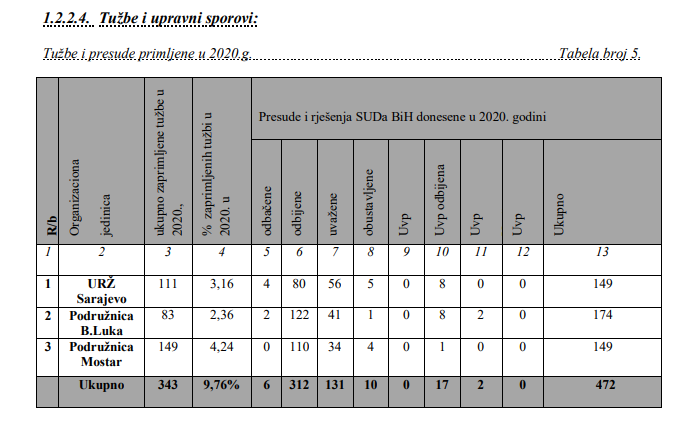 1.2.2.4. Tužbe i upravni sporovi:
Tužbe i presude primljene u 2020.g. Tabela broj 5.
R/b
Organizaciona
jedinica
ukupno zaprimljene tužbe u
2020.,
% zaprimljenih tužbi u
2020. u
Presude i rješenja SUDa BiH donesene u 2020. godini
odbačene
odbijene
uvažene
obustavljene
Uvp
Uvp odbijena
Uvp
Uvp
Ukupno
1 2 3 4 5 6 7 8 9 10 11 12 13
1 URŽ Sarajevo 111 3,16 4 80 56 5 0 8 0 0 149
2 Podružnica B.Luka 83 2,36 2 122 41 1 0 8 2 0 174
3 Podružnica Mostar 149 4,24 0 110 34 4 0 1 0 0 149
Ukupno 343 9,76% 6 312 131 10 0 17 2 0 472